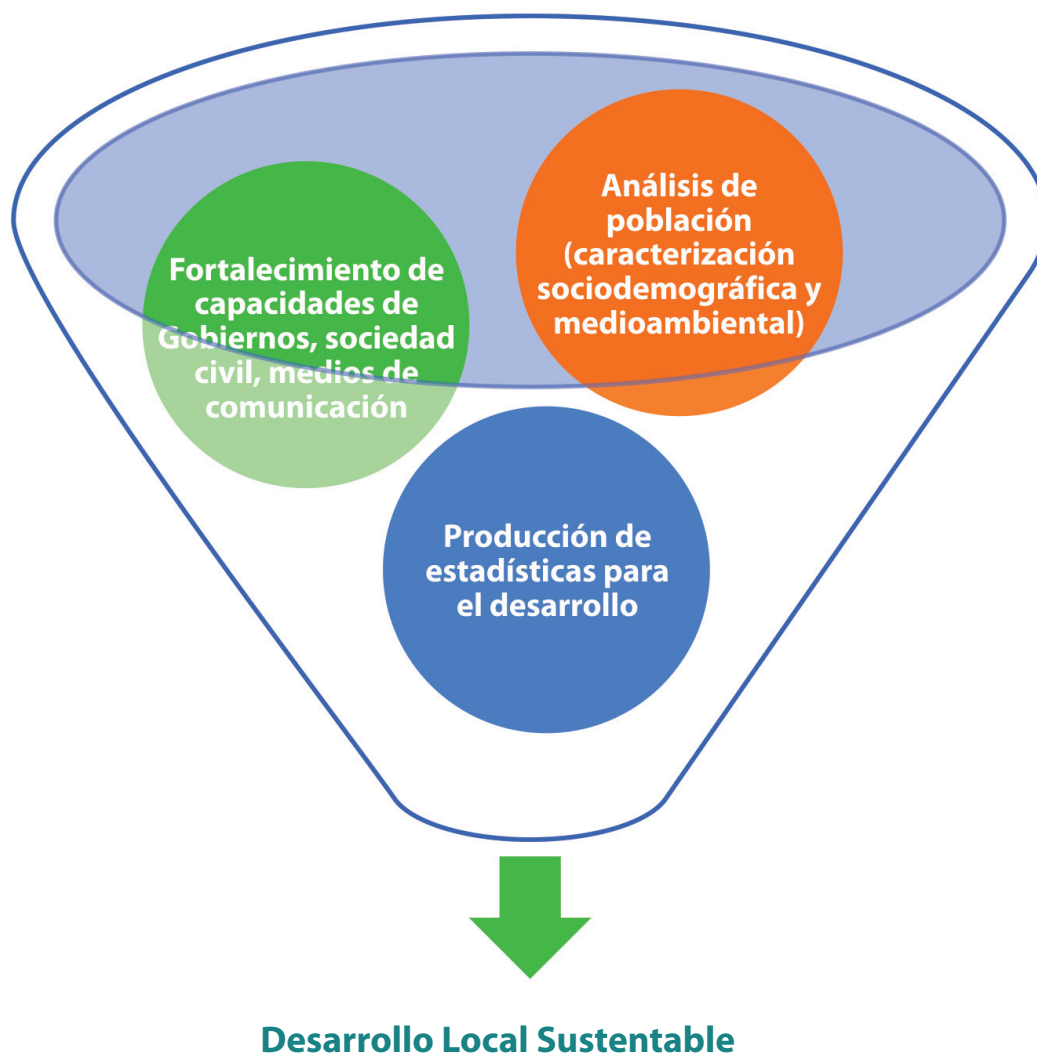 Análisis de
población
(caracterización
sociodemográfica y
medioambiental)
Fortalecimiento de
capacidades de
Gobiernos, sociedad
civil, medios de
comunicación
Producción de
estadísticas para
el desarrollo
Desarrollo Local Sustentable